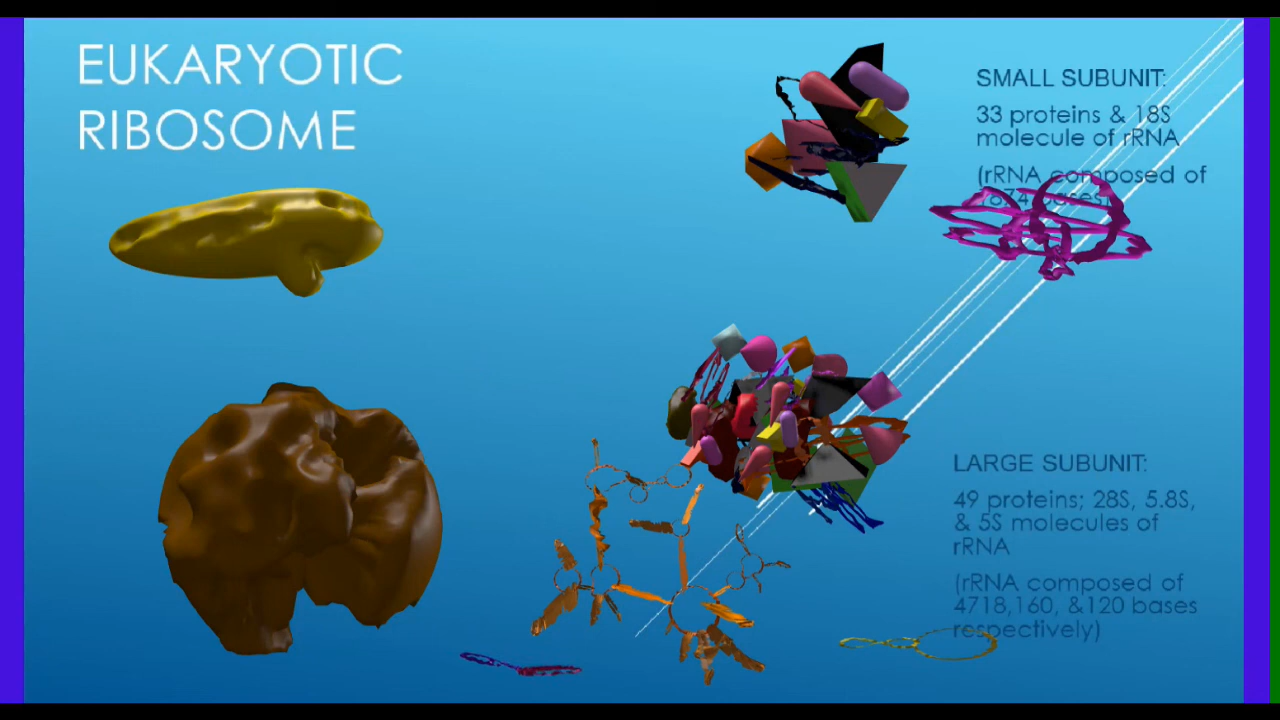 EUKARYOTIC
RIBOSOME
SMALL SUBUNIT:
33 proteins & 18S
molecule of rRNA
(rRNA composed of
bases)
LARGE SUBUNIT:
49 proteins; 28S, 5.8S,
& 5S molecules of
rRNA
(rRNA composed of
4718,160, &120 bases
respectively)